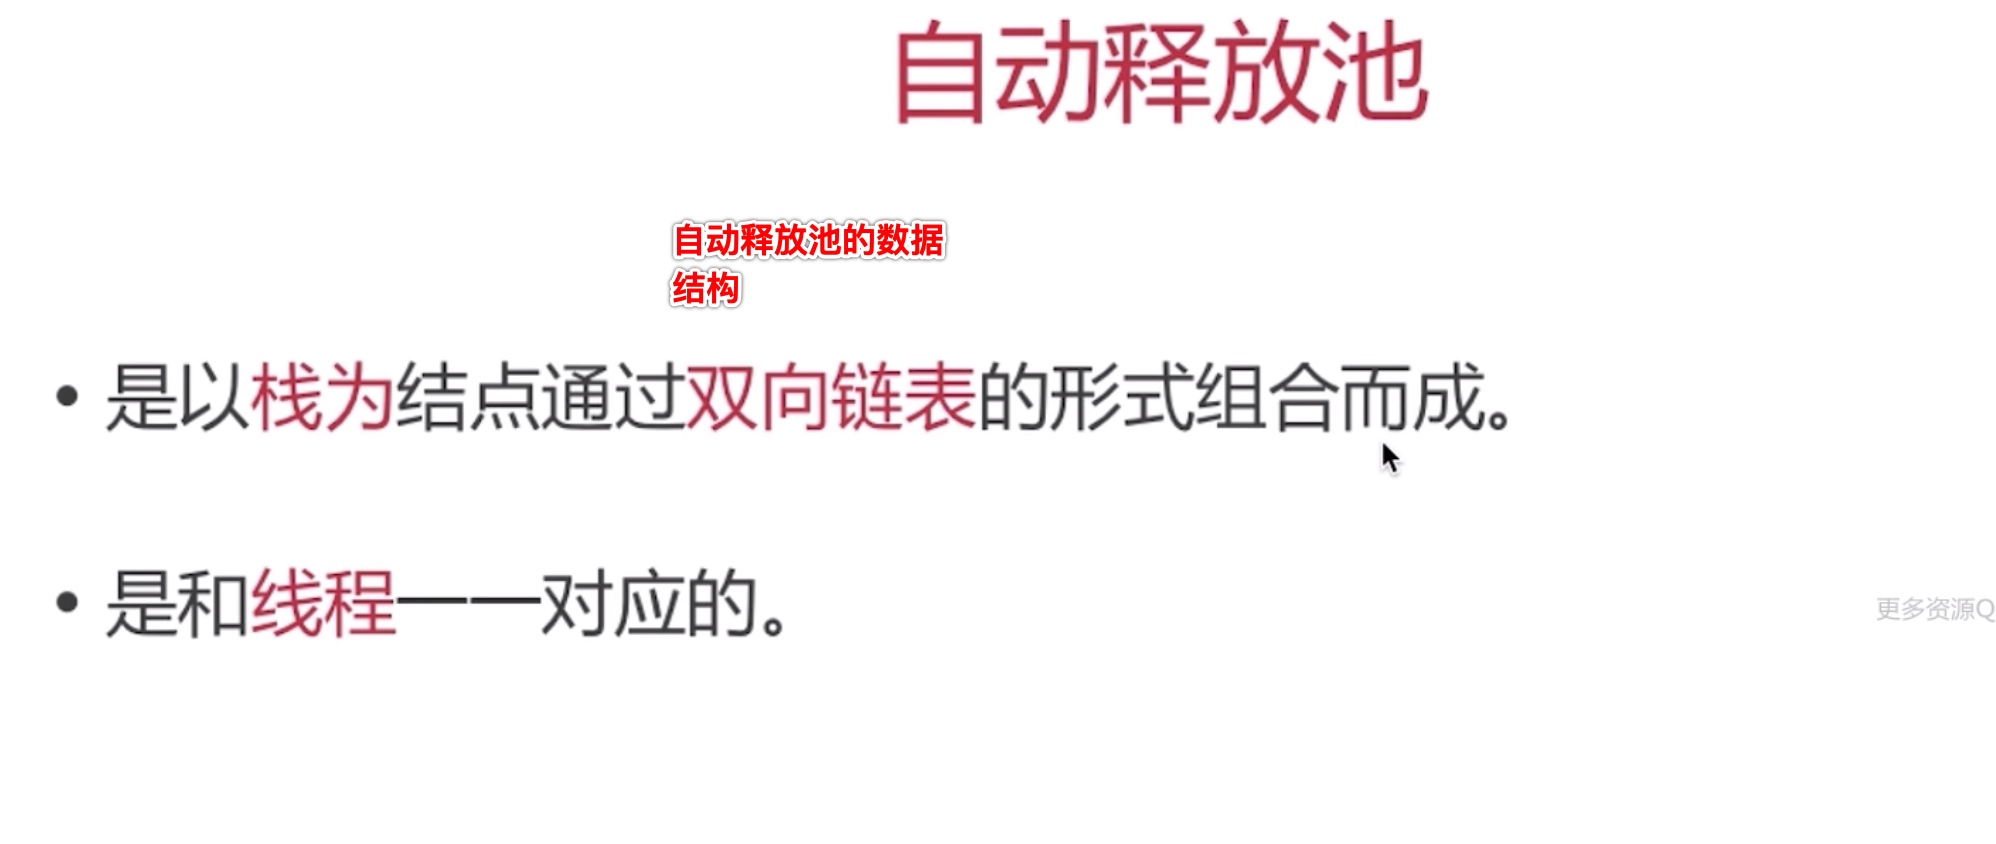 自动释放池
自动释放池的数据
结构
• 是以栈为结点通过双向链表的形式组合而成。
• 是和线程一一对应的。
更多资源Q